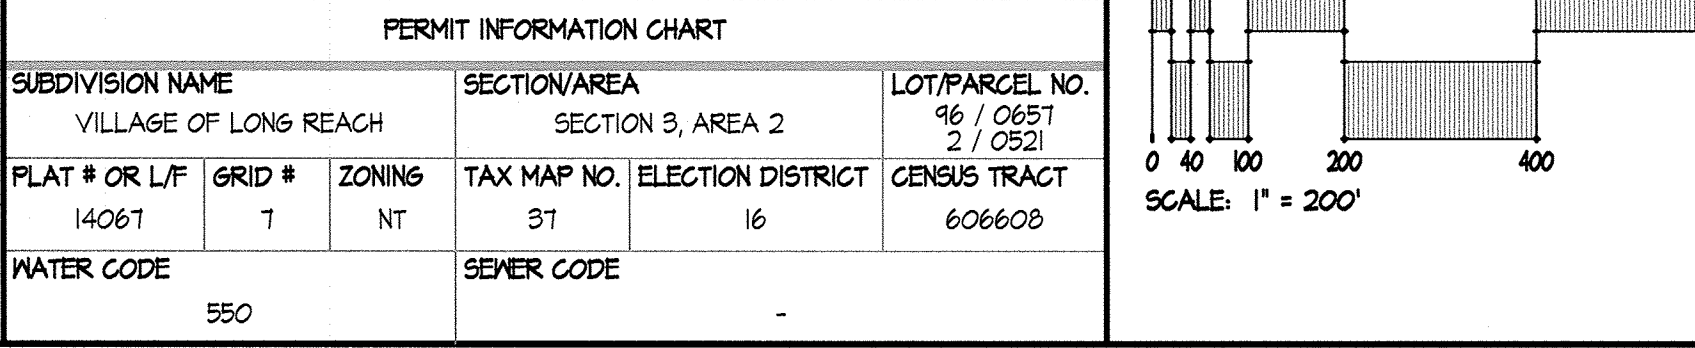 PERMIT INFORMATION CHART
SUBDIVISION NAME
VILLAGE OF LONG REACH
SECTION/AREA
SECTION 3, AREA 2
LOT/PARCEL NO.
96 / 0657
2 / 0521
PLAT # OR L/F
14067
GRID #
7
ZONING
NT
TAX MAP NO.
37
ELECTION DISTRICT
16
CENSUS TRACT
606608
WATER CODE
550
SEWER CODE
-
0 40 100 200 400
SCALE: 1" = 200'